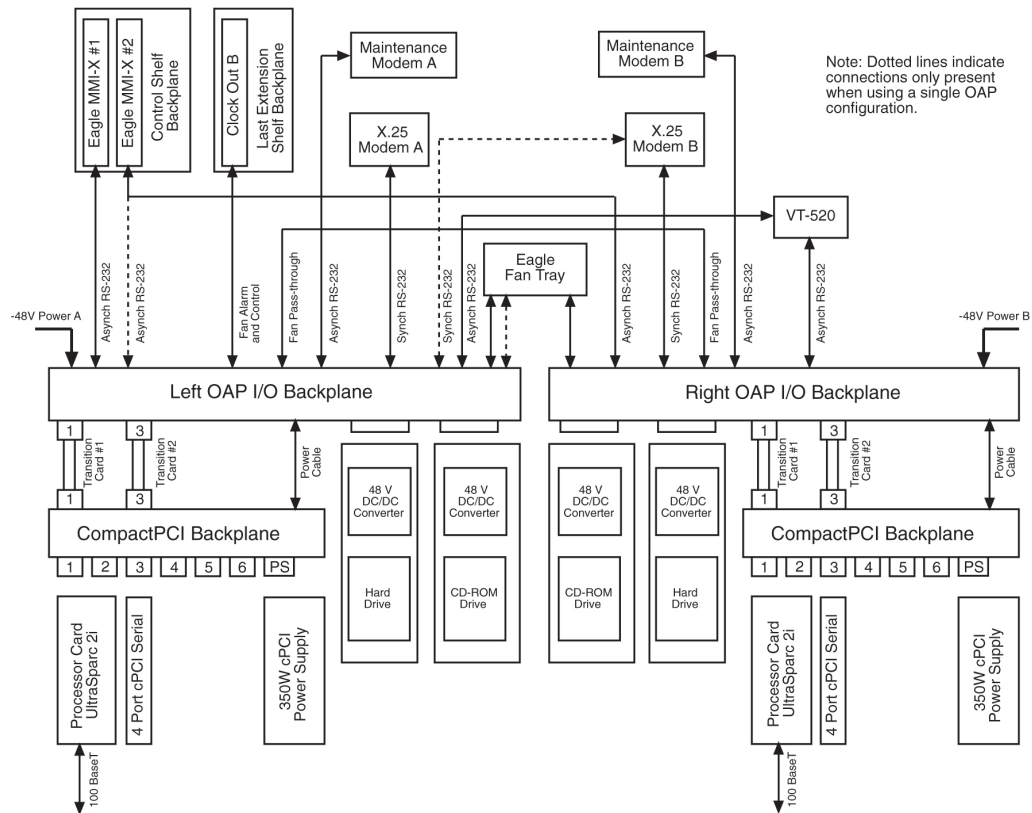 Eagle MMI-X #1
Eagle MMI-X #2
Control Shelf
Backplane
Clock Out B
Last Extension
Shelf Backplane
Maintenance
Modem A
Maintenance
Modem B
Note: Dotted lines indicate
connections only present
when using a single OAP
configuration.
X.25
Modem A
X.25
Modem B
VT-520
Eagle
Fan Tray
-48V Power A
Asynch RS-232
Asynch RS-232
Fan Alarm
and Control
Fan Pass-through
Asynch RS-232
Synch RS-232
Synch RS-232
Asynch RS-232
Asynch RS-232
Synch RS-232
Fan Pass-through
Asynch RS-232
Asynch RS-232
-48V Power B
Left OAP I/O Backplane
Right OAP I/O Backplane
1
Transition
Card #1
3
Transition
Card #2
Power
Cable
1
Transition
Card #1
3
Transition
Card #2
Power
Cable
1
3
1
3
CompactPCI Backplane
48 V
DC/DC
Converter
48 V
DC/DC
Converter
48 V
DC/DC
Converter
48 V
DC/DC
Converter
CompactPCI Backplane
1 2 3 4 5 6 PS
1 2 3 4 5 6 PS
Hard
Drive
CD-ROM
Drive
CD-ROM
Drive
Hard
Drive
Processor Card
UltraSparc 2i
4 Port cPCI Serial
350W cPCI
Power Supply
Processor Card
UltraSparc 2i
4 Port cPCI Serial
350W cPCI
Power Supply
100 BaseT
100 BaseT